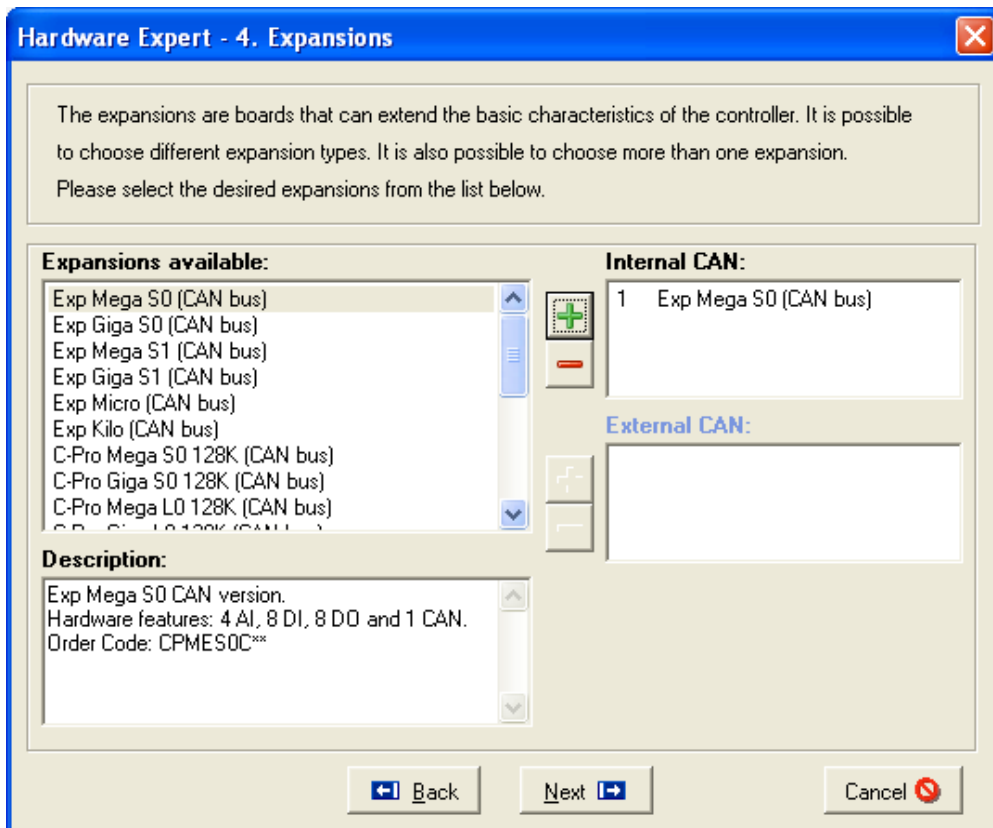 Hardware Expert - 4. Expansions
The expansions are boards that can extend the basic characteristics of the controller. It is possible
to choose different expansion types. It is also possible to choose more than one expansion.
Please select the desired expansions from the list below.
Expansions available:
Exp Mega S0 (CAN bus)
Exp Giga S0 (CAN bus)
Exp Mega S1 (CAN bus)
Exp Giga S1 (CAN bus)
Exp Micro (CAN bus)
Exp Kilo (CAN bus)
C-Pro Mega S0 128K (CAN bus)
C-Pro Giga S0 128K (CAN bus)
C-Pro Mega L0 128K (CAN bus)
Internal CAN:
1 Exp Mega S0 (CAN bus)
External CAN:
Description:
Exp Mega S0 CAN version.
Hardware features: 4 AI, 8 DI, 8 DO and 1 CAN.
Order Code: CPMES0C**
Back
Next
Cancel